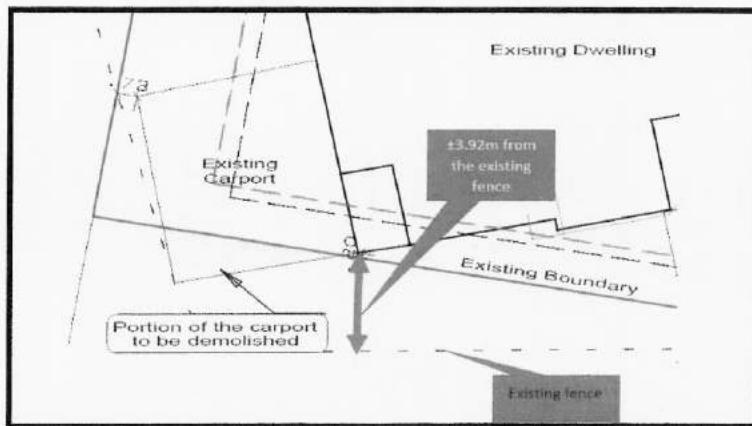 Existing Dwelling
±3.92m from
the existing
fence
Existing
Carport
Existing Boundary
Portion of the carport
to be demolished
Existing fence